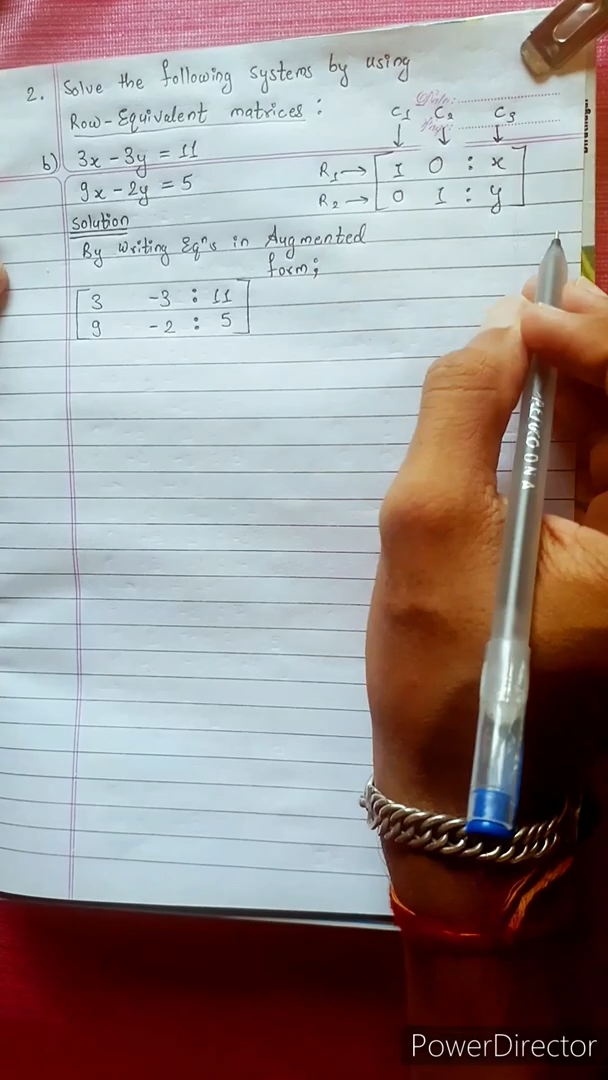 2. Solve the following systems by using
Row-Equivalent matrices :
b) 3x - 3y = 11
9x - 2y = 5
C1 C2 C3
↓ ↓ ↓
R1 → [ 1 0 : x ]
R2 → [ 0 1 : y ]
Solution
By writing Eqⁿs in Augmented
form;
[ 3 -3 : 11 ]
[ 9 -2 : 5 ]
PowerDirector